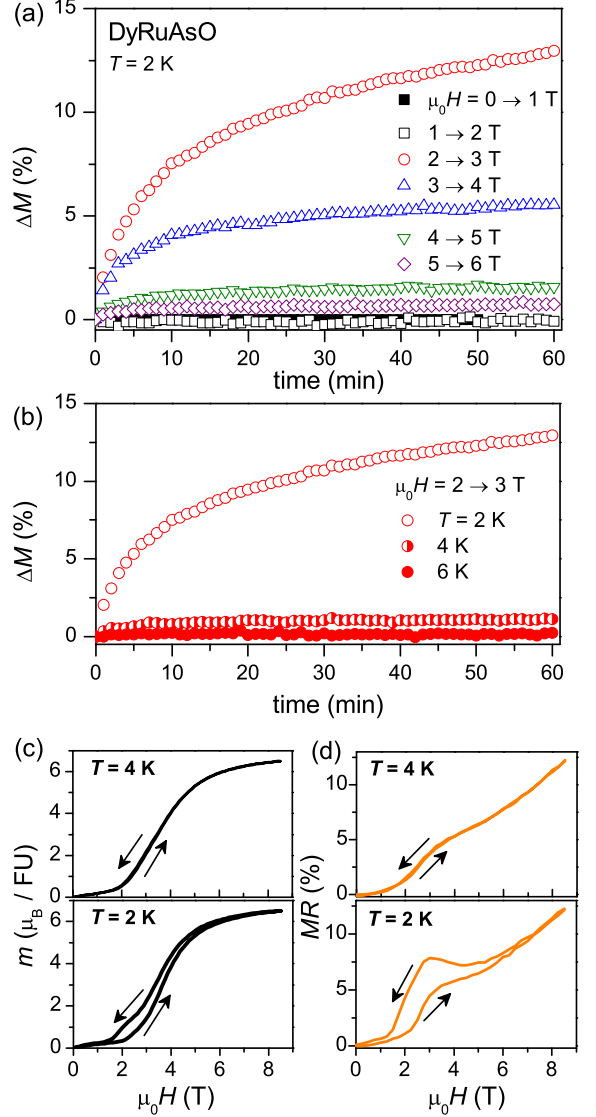 (a)
DyRuAsO
T = 2 K
μ₀H = 0 → 1 T
1 → 2 T
2 → 3 T
3 → 4 T
4 → 5 T
5 → 6 T
ΔM (%)
15
10
5
0
0 10 20 30 40 50 60
time (min)
(b)
μ₀H = 2 → 3 T
T = 2 K
4 K
6 K
ΔM (%)
15
10
5
0
0 10 20 30 40 50 60
time (min)
(c)
T = 4 K
6
4
2
0
T = 2 K
6
4
2
0
m (μB / FU)
0 2 4 6 8
μ₀H (T)
(d)
T = 4 K
10
5
0
T = 2 K
10
5
0
MR (%)
0 2 4 6 8
μ₀H (T)